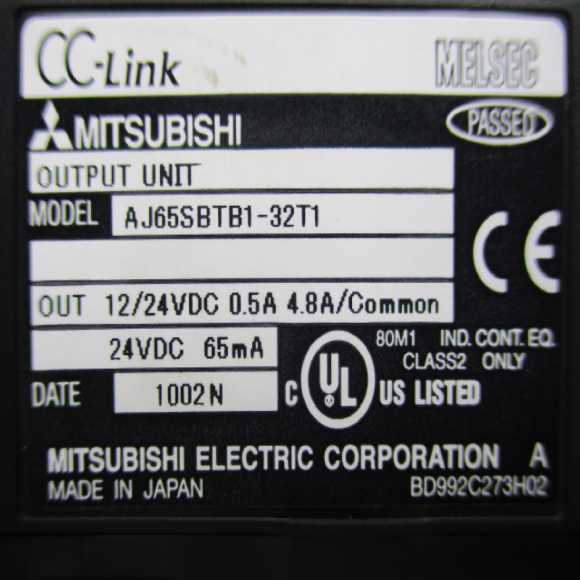 CC-Link MELSEC
MITSUBISHI PASSED
OUTPUT UNIT
MODEL AJ65SBTB1-32T1
CE
OUT 12/24VDC 0.5A 4.8A/Common
24VDC 65mA
80M1 IND. CONT. EQ.
CLASS2 ONLY
DATE 1002N
C UL US LISTED
MITSUBISHI ELECTRIC CORPORATION A
MADE IN JAPAN BD992C273H02